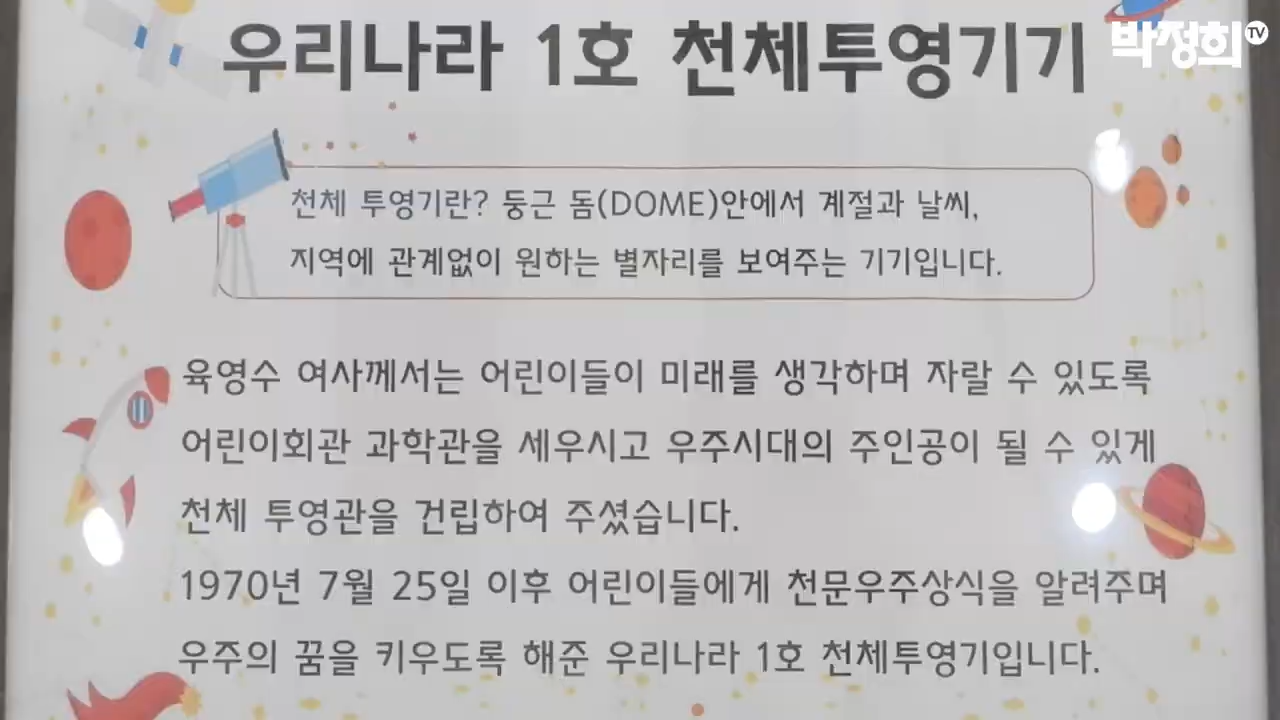 우리나라 1호 천체투영기기
박정희TV
천체 투영기란? 둥근 돔(DOME)안에서 계절과 날씨,
지역에 관계없이 원하는 별자리를 보여주는 기기입니다.
육영수 여사께서는 어린이들이 미래를 생각하며 자랄 수 있도록
어린이회관 과학관을 세우시고 우주시대의 주인공이 될 수 있게
천체 투영관을 건립하여 주셨습니다.
1970년 7월 25일 이후 어린이들에게 천문우주상식을 알려주며
우주의 꿈을 키우도록 해준 우리나라 1호 천체투영기입니다.